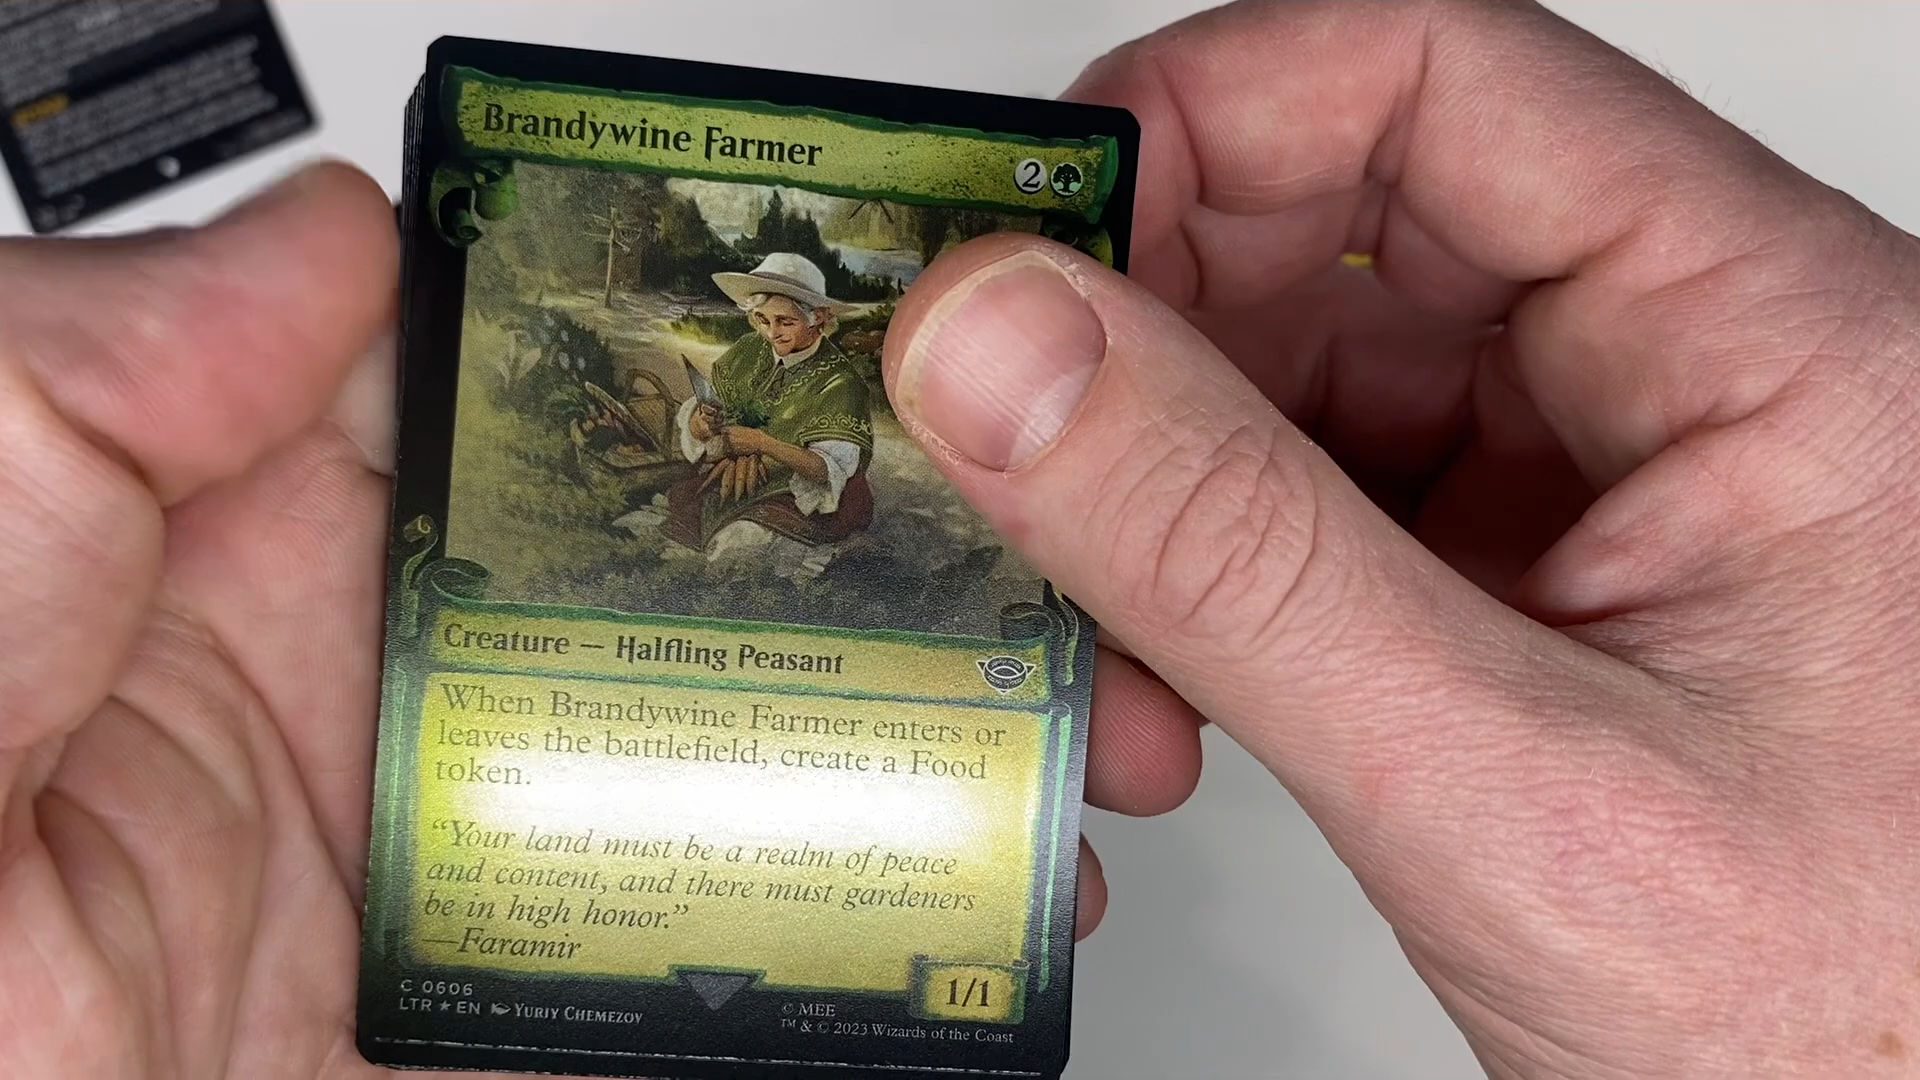 Brandywine Farmer
2
Creature — Halfling Peasant
When Brandywine Farmer enters or
leaves the battlefield, create a Food
token.
“Your land must be a realm of peace
and content, and there must gardeners
be in high honor.”
—Faramir
1/1
C 0606
LTR ★ EN YURIY CHEMEZOV
© MEE
™ & © 2023 Wizards of the Coast